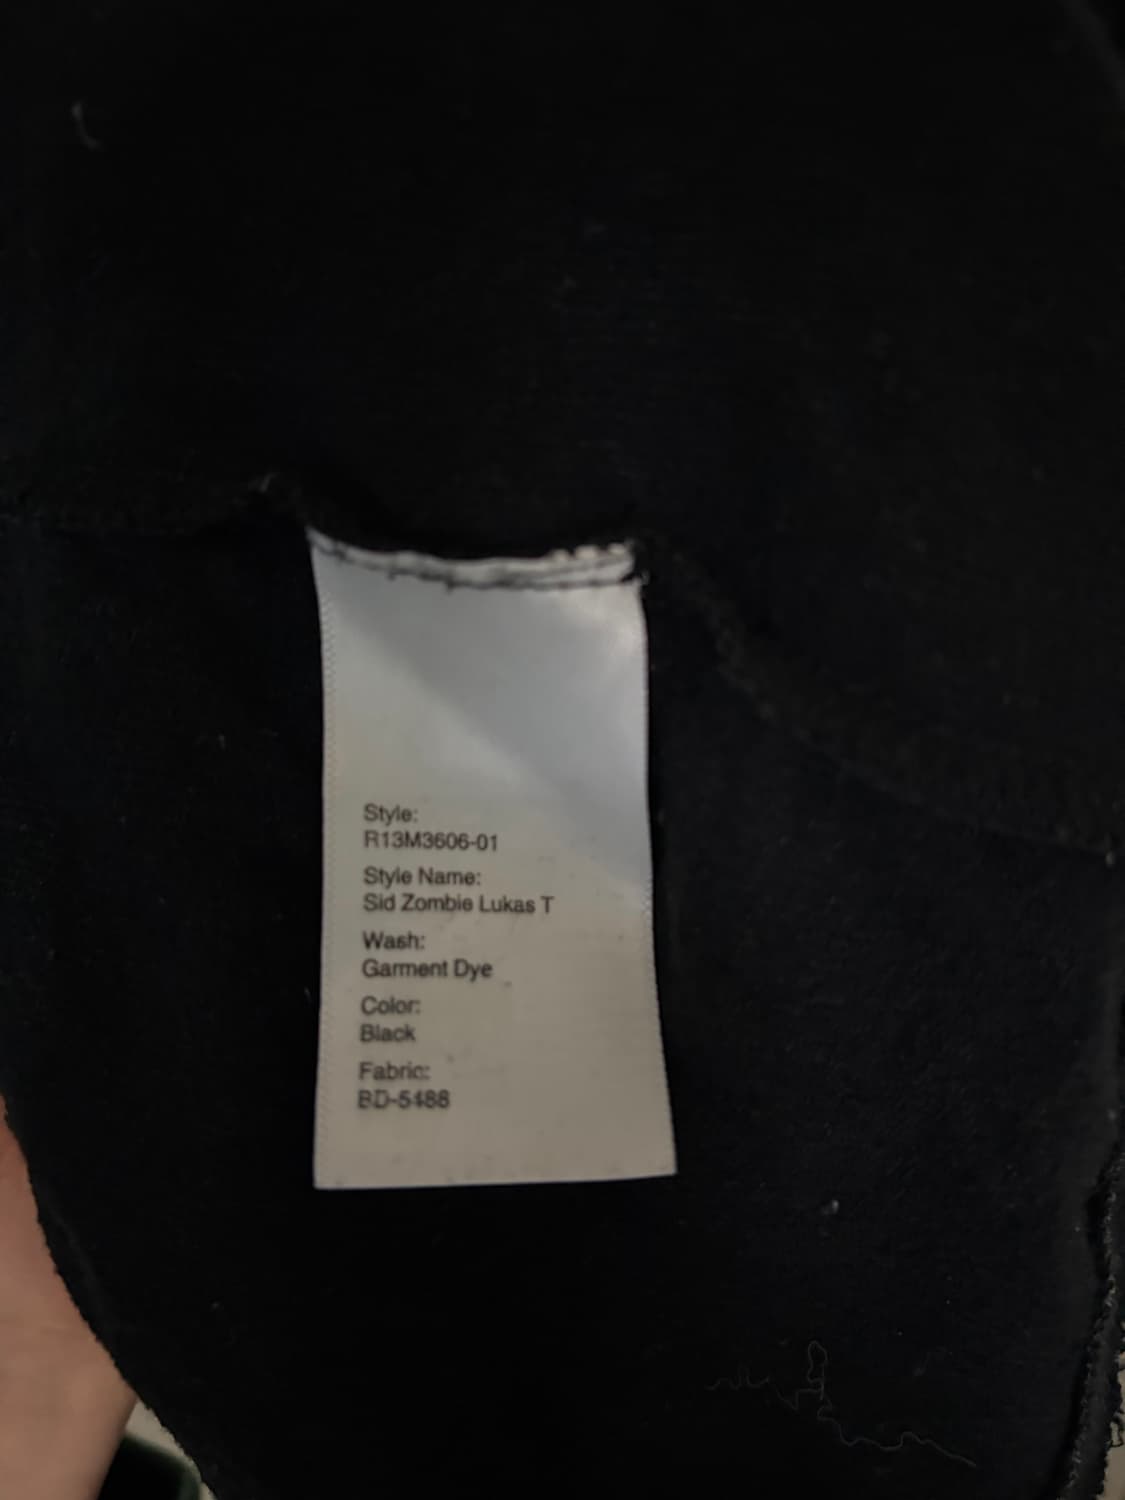 Style:
R13M3606-01
Style Name:
Sid Zombie Lukas T
Wash:
Garment Dye
Color:
Black
Fabric:
BD-5488